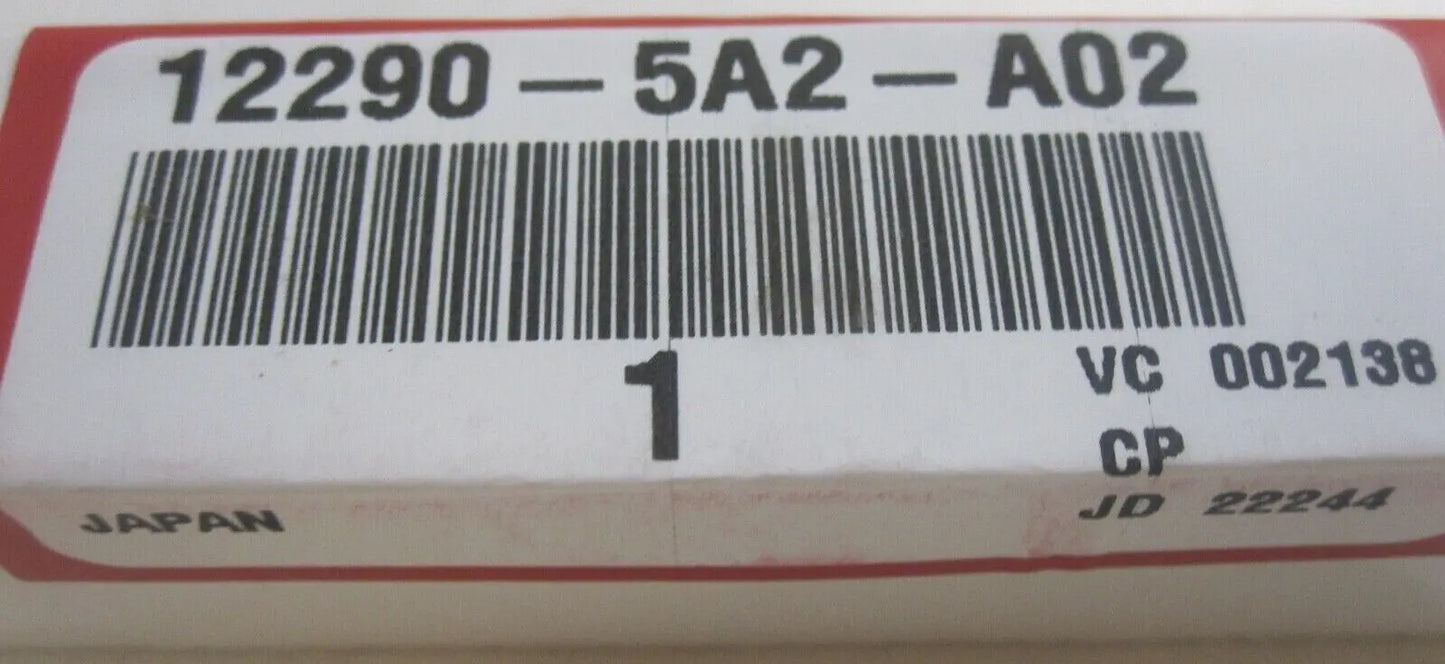 12290-5A2-A02
1
VC 002138
CP
JAPAN
JD 22244